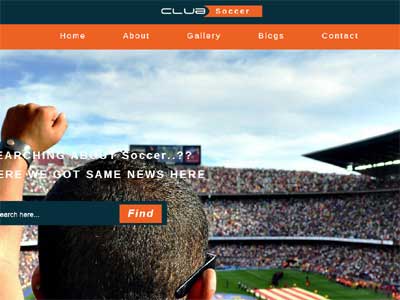 CLUB Soccer
Home About Gallery Blogs Contact
EARCHING ABOUT Soccer..??
ERE WE GOT SAME NEWS HERE
earch here... Find